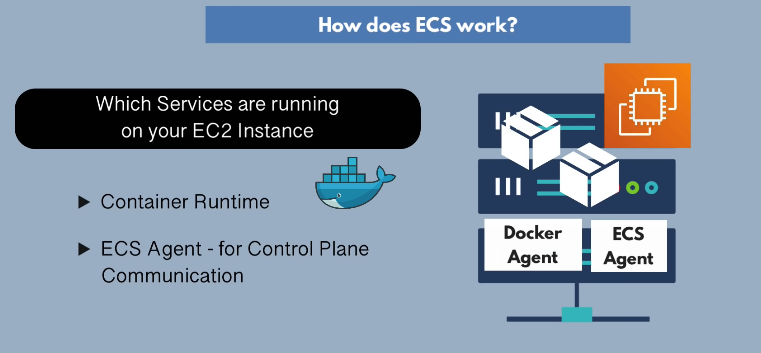 How does ECS work?
Which Services are running
on your EC2 Instance
Container Runtime
ECS Agent - for Control Plane
Communication
Docker
Agent
ECS
Agent